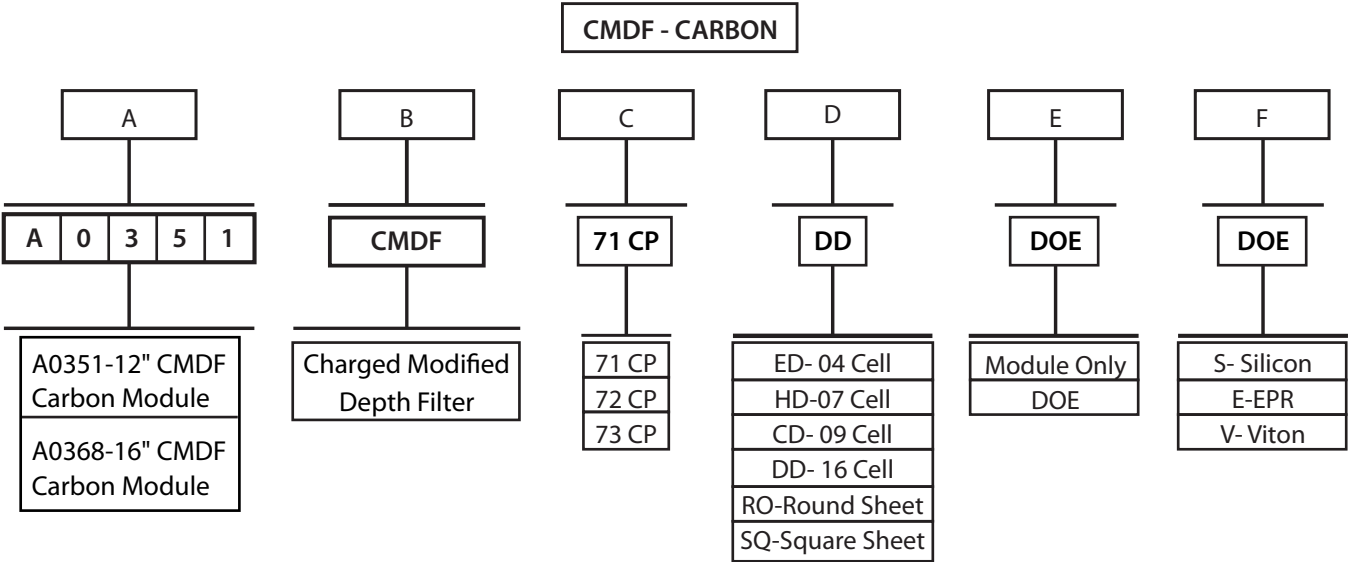 CMDF - CARBON
A B C D E F
A 0 3 5 1 CMDF 71 CP DD DOE DOE
A0351-12" CMDF
Carbon Module
A0368-16" CMDF
Carbon Module
Charged Modified
Depth Filter
71 CP
72 CP
73 CP
ED- 04 Cell
HD-07 Cell
CD- 09 Cell
DD- 16 Cell
RO-Round Sheet
SQ-Square Sheet
Module Only
DOE
S- Silicon
E-EPR
V- Viton